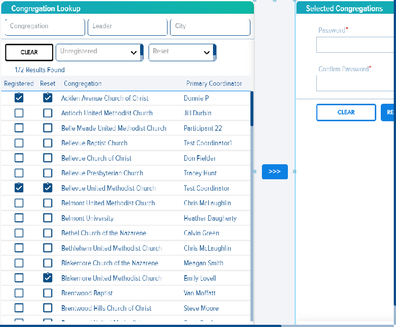 Congregation Lookup
Congregation
Leader
City
CLEAR
Unregistered
Reset
1/2 Results Found
Registered Reset Congregation Primary Coordinator
Acklen Avenue Church of Christ Donnie P
Antioch United Methodist Church Jil Durbin
Belle Meade United Methodist Church Participant 22
Bellevue Baptist Church Test Coordinator1
Bellevue Church of Christ Don Fielder
Bellevue Presbyterian Church Tracey Hunt
Bellevue United Methodist Church Test Coordinator
Belmont United Methodist Church Chris McLaughlin
Belmont University Heather Daugherty
Bethel Church of the Nazarene Calvin Green
Bethlehem United Methodist Church Chris McLaughlin
Blakemore Church of the Nazarene Meagan Smith
Blakemore United Methodist Church Emily Lovell
Brentwood Baptist Van Moffatt
Brentwood Hills Church of Christ Steve Moore
>>>
Selected Congregations
Password*
Confirm Password*
CLEAR
RE